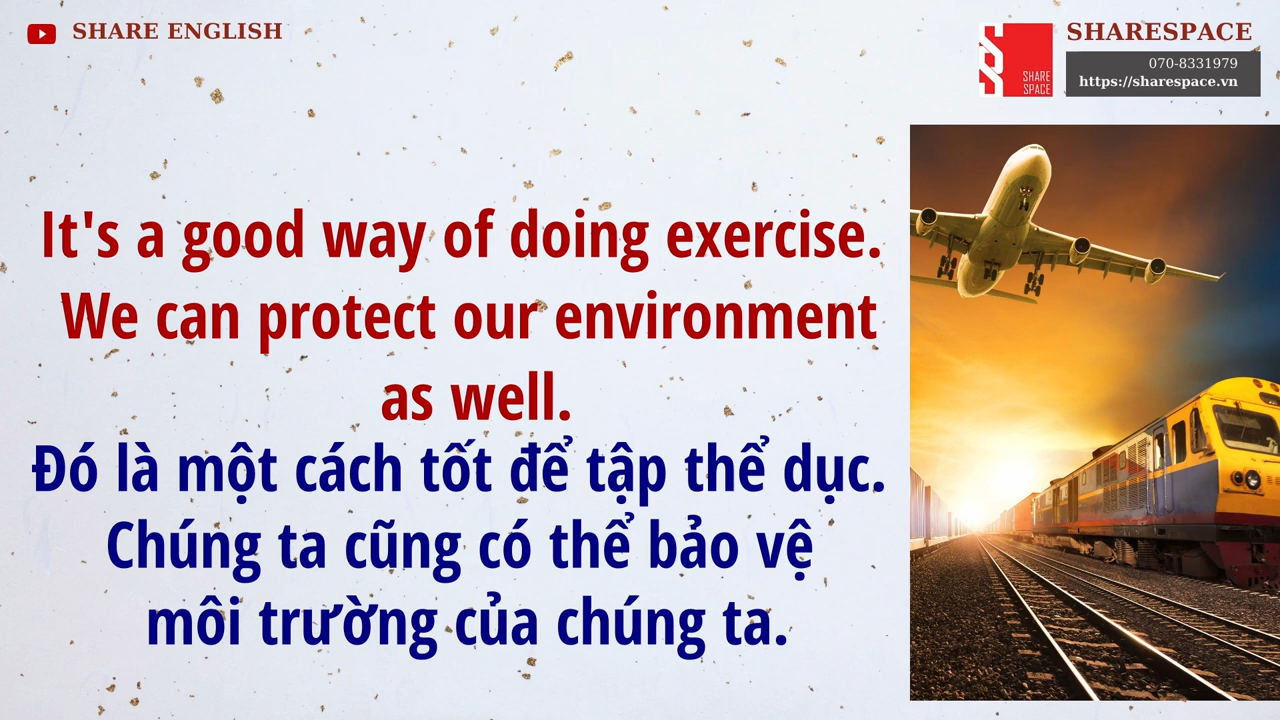 SHARE ENGLISH
SHARESPACE
070-8331979
https://sharespace.vn
SHARE
SPACE
It's a good way of doing exercise.
We can protect our environment
as well.
Đó là một cách tốt để tập thể dục.
Chúng ta cũng có thể bảo vệ
môi trường của chúng ta.